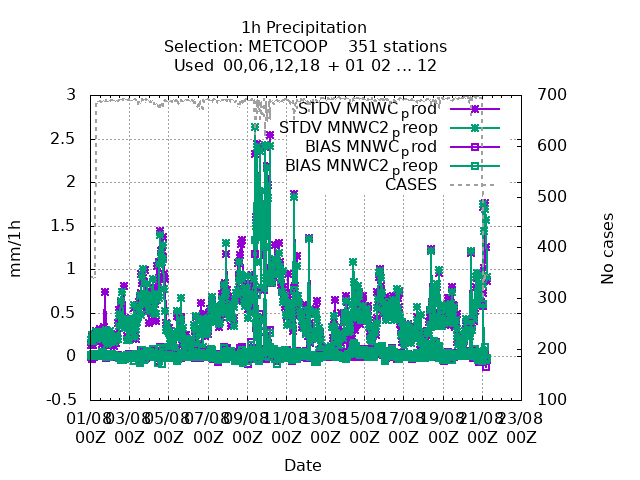 1h Precipitation
Selection: METCOOP 351 stations
Used 00,06,12,18 + 01 02 ... 12
3
2.5
2
1.5
1
0.5
0
-0.5
700
600
500
400
300
200
100
mm/1h
No cases
STDV MNWC_prod
STDV MNWC2_preop
BIAS MNWC_prod
BIAS MNWC2_preop
CASES
01/08 03/08 05/08 07/08 09/08 11/08 13/08 15/08 17/08 19/08 21/08 23/08
00Z 00Z 00Z 00Z 00Z 00Z 00Z 00Z 00Z 00Z 00Z 00Z
Date